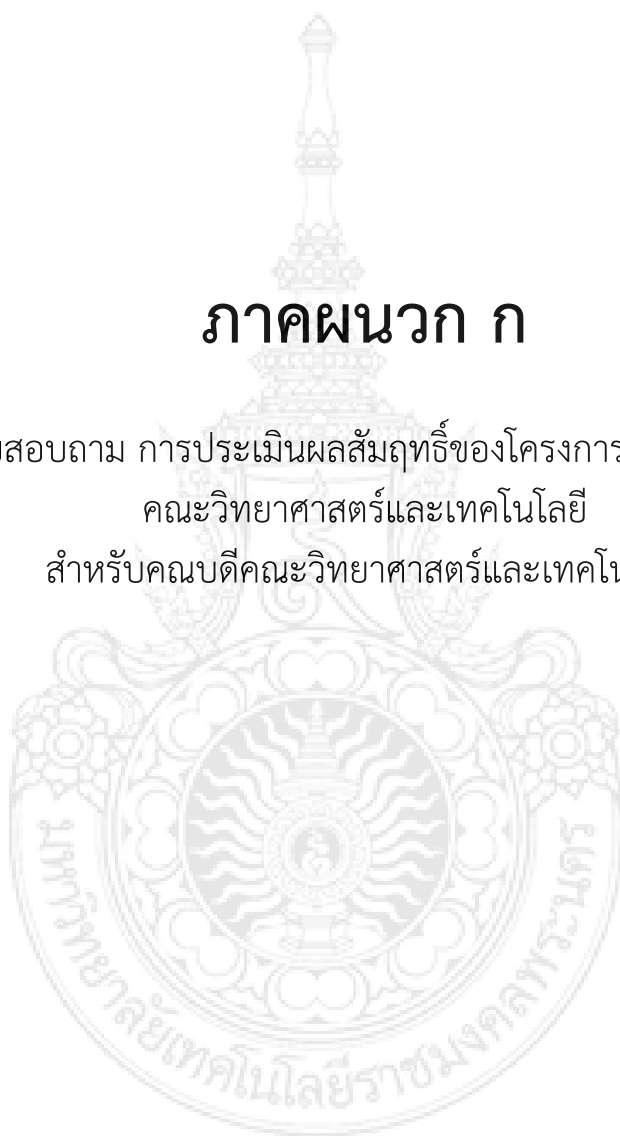 ภาคผนวก ก
สอบถาม การประเมินผลสัมฤทธิ์ของโครงการ
คณะวิทยาศาสตร์และเทคโนโลยี
สำหรับคณบดีคณะวิทยาศาสตร์และเทคโน
มหาวิทยาลัยเทคโนโลยีราชมงคลพระนคร